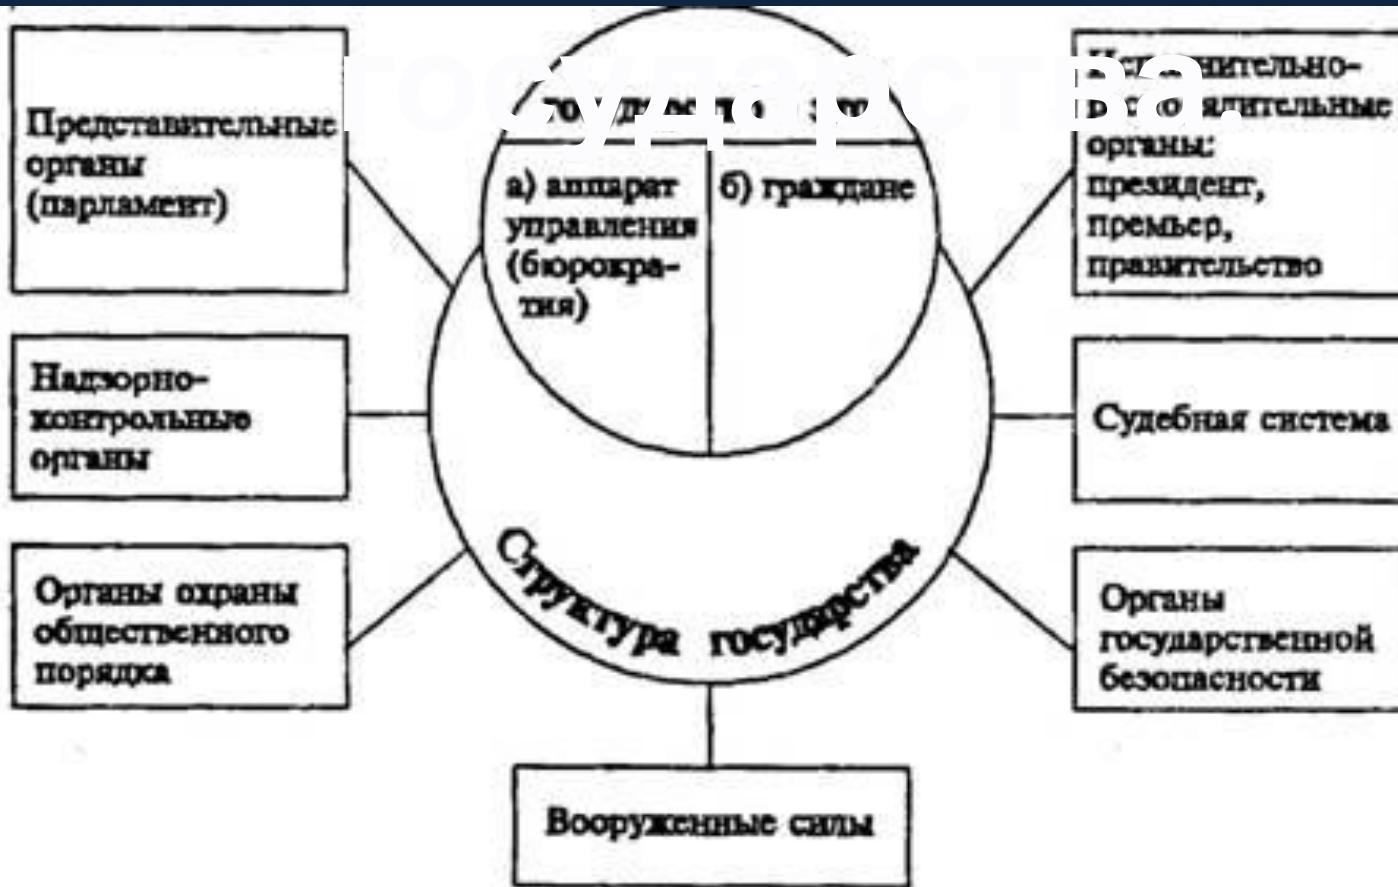 государства.
Представительные
органы
(парламент)
а) аппарат
управления
(бюрокра-
тия)
б) граждане
органы:
президент,
премьер,
правительство
Надзорно-
контрольные
органы
Судебная система
Органы охраны
общественного
порядка
Структура государства
Органы
государственной
безопасности
Вооруженные силы